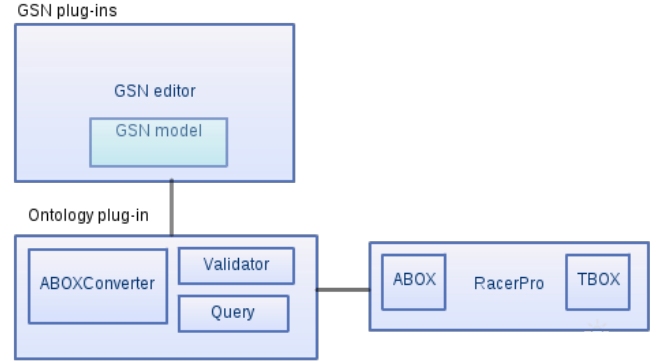 GSN plug-ins
GSN editor
GSN model
Ontology plug-in
ABOXConverter
Validator
Query
ABOX
RacerPro
TBOX